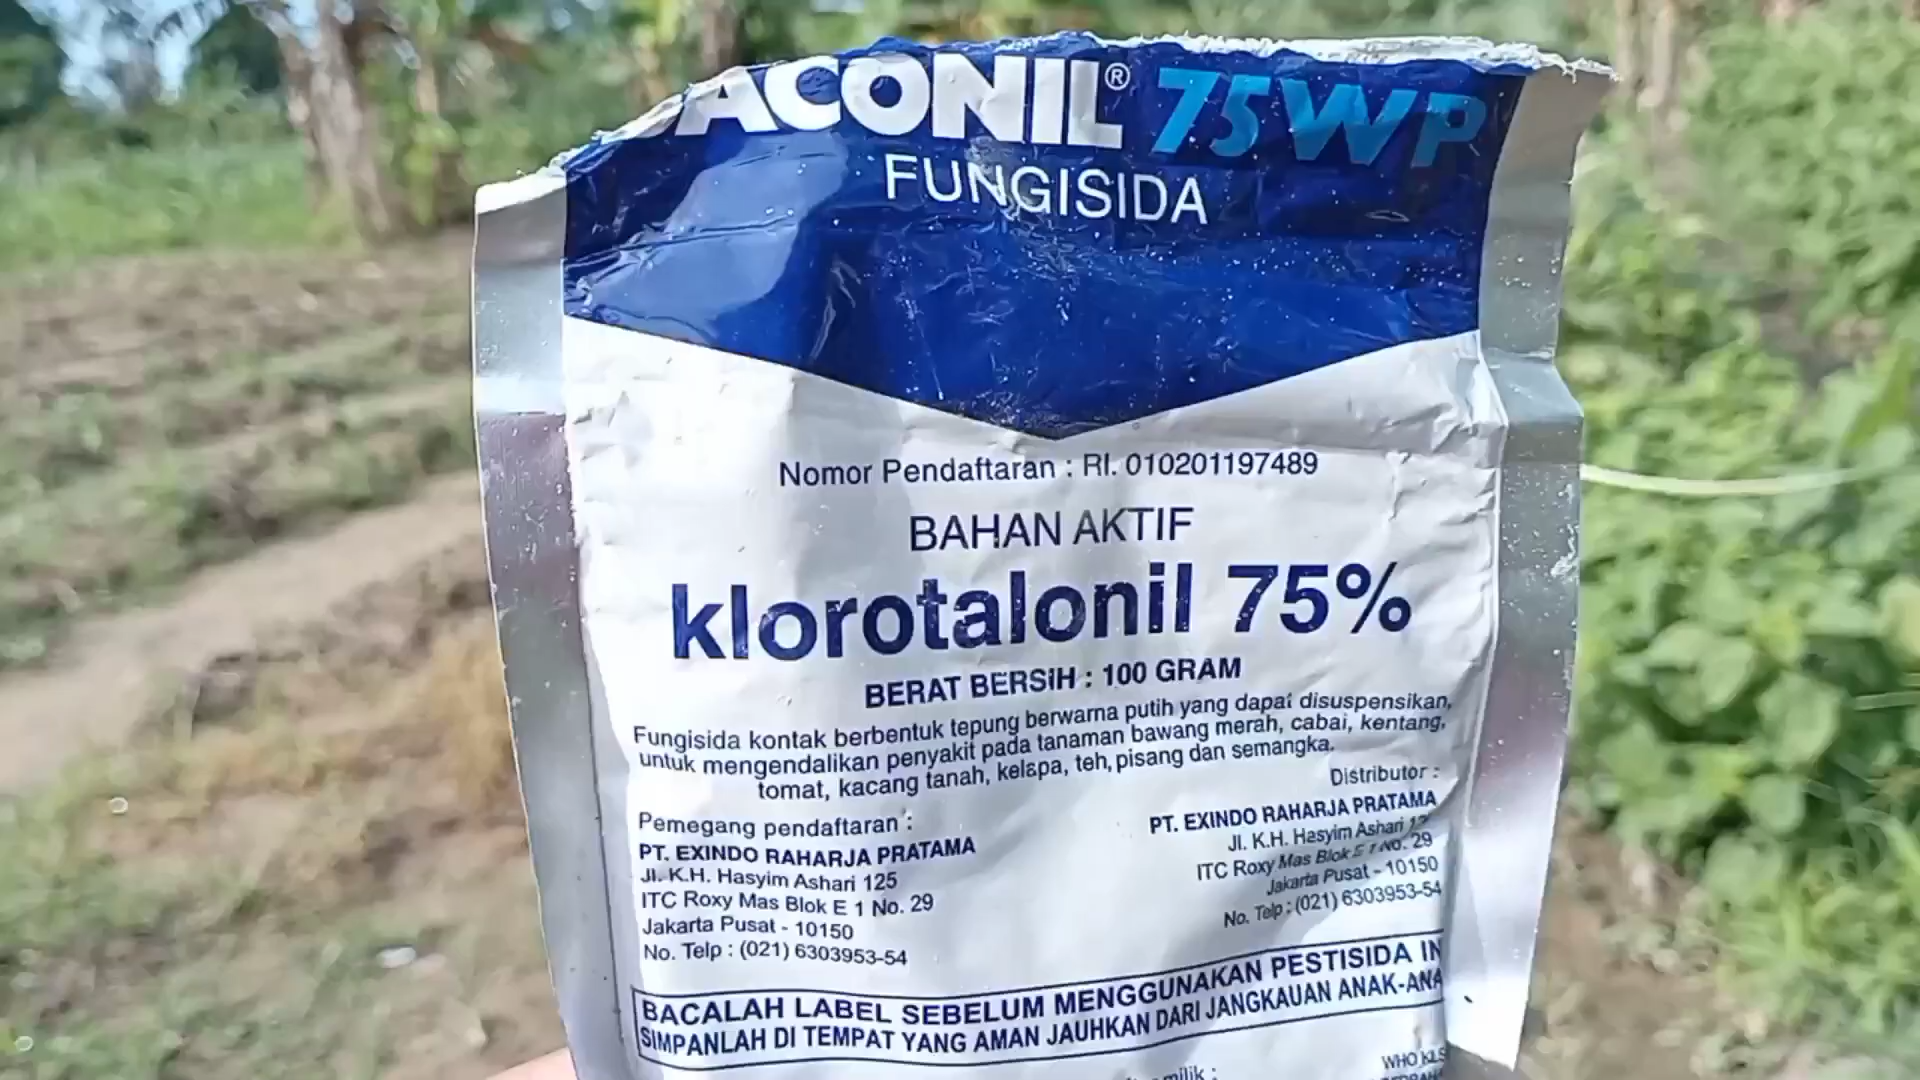 ACONIL® 75WP
FUNGISIDA
Nomor Pendaftaran : RI. 010201197489
BAHAN AKTIF
klorotalonil 75%
BERAT BERSIH : 100 GRAM
Fungisida kontak berbentuk tepung berwarna putih yang dapat disuspensikan,
untuk mengendalikan penyakit pada tanaman bawang merah, cabai, kentang,
tomat, kacang tanah, kelapa, teh, pisang dan semangka.
Pemegang pendaftaran :
PT. EXINDO RAHARJA PRATAMA
Jl. K.H. Hasyim Ashari 125
ITC Roxy Mas Blok E 1 No. 29
Jakarta Pusat - 10150
No. Telp : (021) 6303953-54
Distributor :
PT. EXINDO RAHARJA PRATAMA
Jl. K.H. Hasyim Ashari 12
ITC Roxy Mas Blok E 1 No. 29
Jakarta Pusat - 10150
No. Telp : (021) 6303953-54
BACALAH LABEL SEBELUM MENGGUNAKAN PESTISIDA IN
SIMPANLAH DI TEMPAT YANG AMAN JAUHKAN DARI JANGKAUAN ANAK-ANA
milik :
WHO